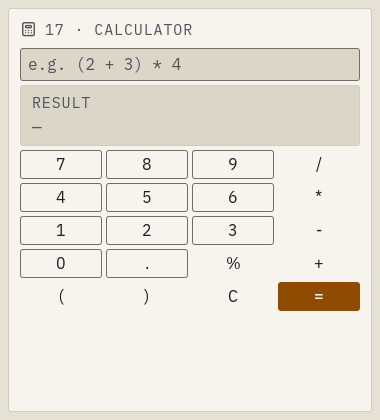 17 · CALCULATOR
e.g. (2 + 3) * 4
RESULT
—
7 8 9 /
4 5 6 *
1 2 3 -
0 . % +
( ) C =